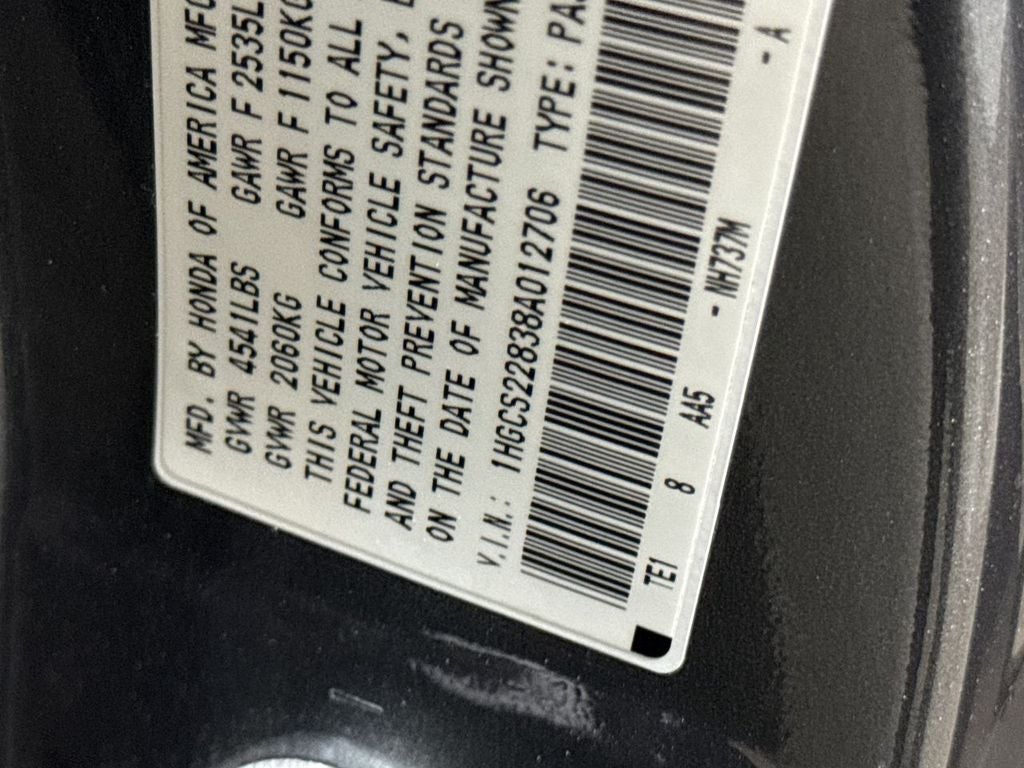 MFD. BY HONDA OF AMERICA MFG
GVWR 4541LBS GAWR F 2535L
GVWR 2060KG GAWR F 1150KG
THIS VEHICLE CONFORMS TO ALL
FEDERAL MOTOR VEHICLE SAFETY,
AND THEFT PREVENTION STANDARDS
ON THE DATE OF MANUFACTURE SHOWN
V.I.N.: 1HGCS22838A012706 TYPE: PA
TE1 8 AA5 - NH737M - A